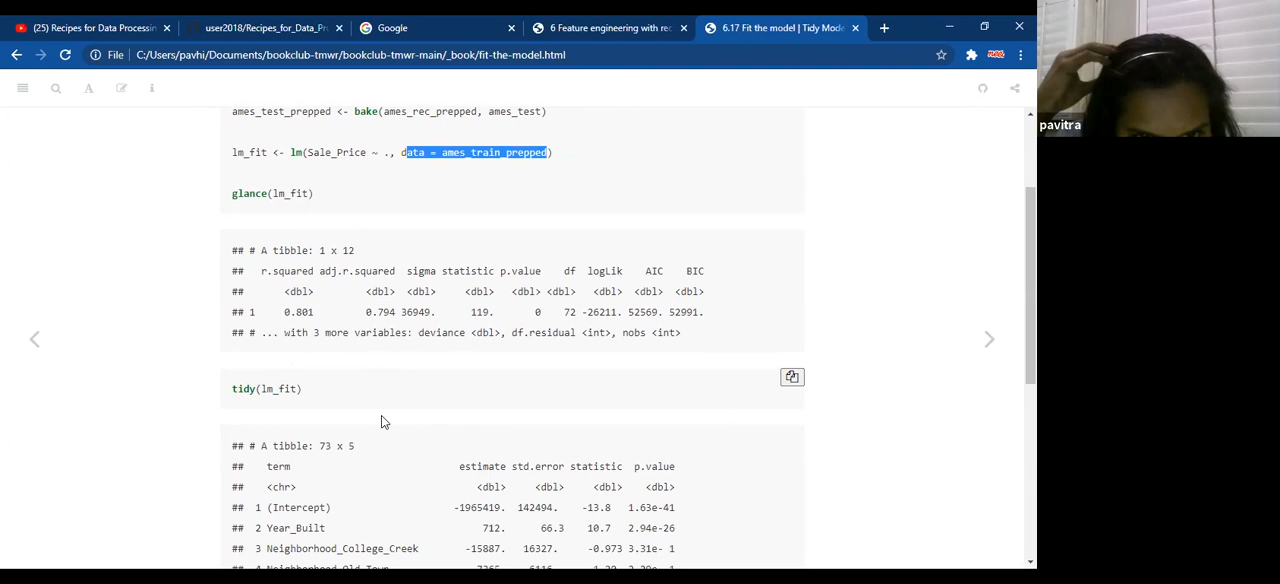 (25) Recipes for Data Processin
user2018/Recipes_for_Data_Pr
Google
6 Feature engineering with rec
6.17 Fit the model | Tidy Mode
File
C:/Users/pavhi/Documents/bookclub-tmwr/bookclub-tmwr-main/_book/fit-the-model.html
pavitra
ames_test_prepped <- bake(ames_rec_prepped, ames_test)
lm_fit <- lm(Sale_Price ~ ., data = ames_train_prepped)
glance(lm_fit)
## # A tibble: 1 x 12
##   r.squared adj.r.squared  sigma statistic p.value    df  logLik    AIC    BIC
##       <dbl>         <dbl>  <dbl>     <dbl>   <dbl> <dbl>   <dbl>  <dbl>  <dbl>
## 1     0.801         0.794 36949.      119.       0    72 -26211. 52569. 52991.
## # ... with 3 more variables: deviance <dbl>, df.residual <int>, nobs <int>
tidy(lm_fit)
## # A tibble: 73 x 5
##    term                         estimate std.error statistic  p.value
##    <chr>                           <dbl>     <dbl>     <dbl>    <dbl>
##  1 (Intercept)                 -1965419.  142494.    -13.8   1.63e-41
##  2 Year_Built                       712.      66.3    10.7   2.94e-26
##  3 Neighborhood_College_Creek    -15887.   16327.     -0.973 3.31e- 1